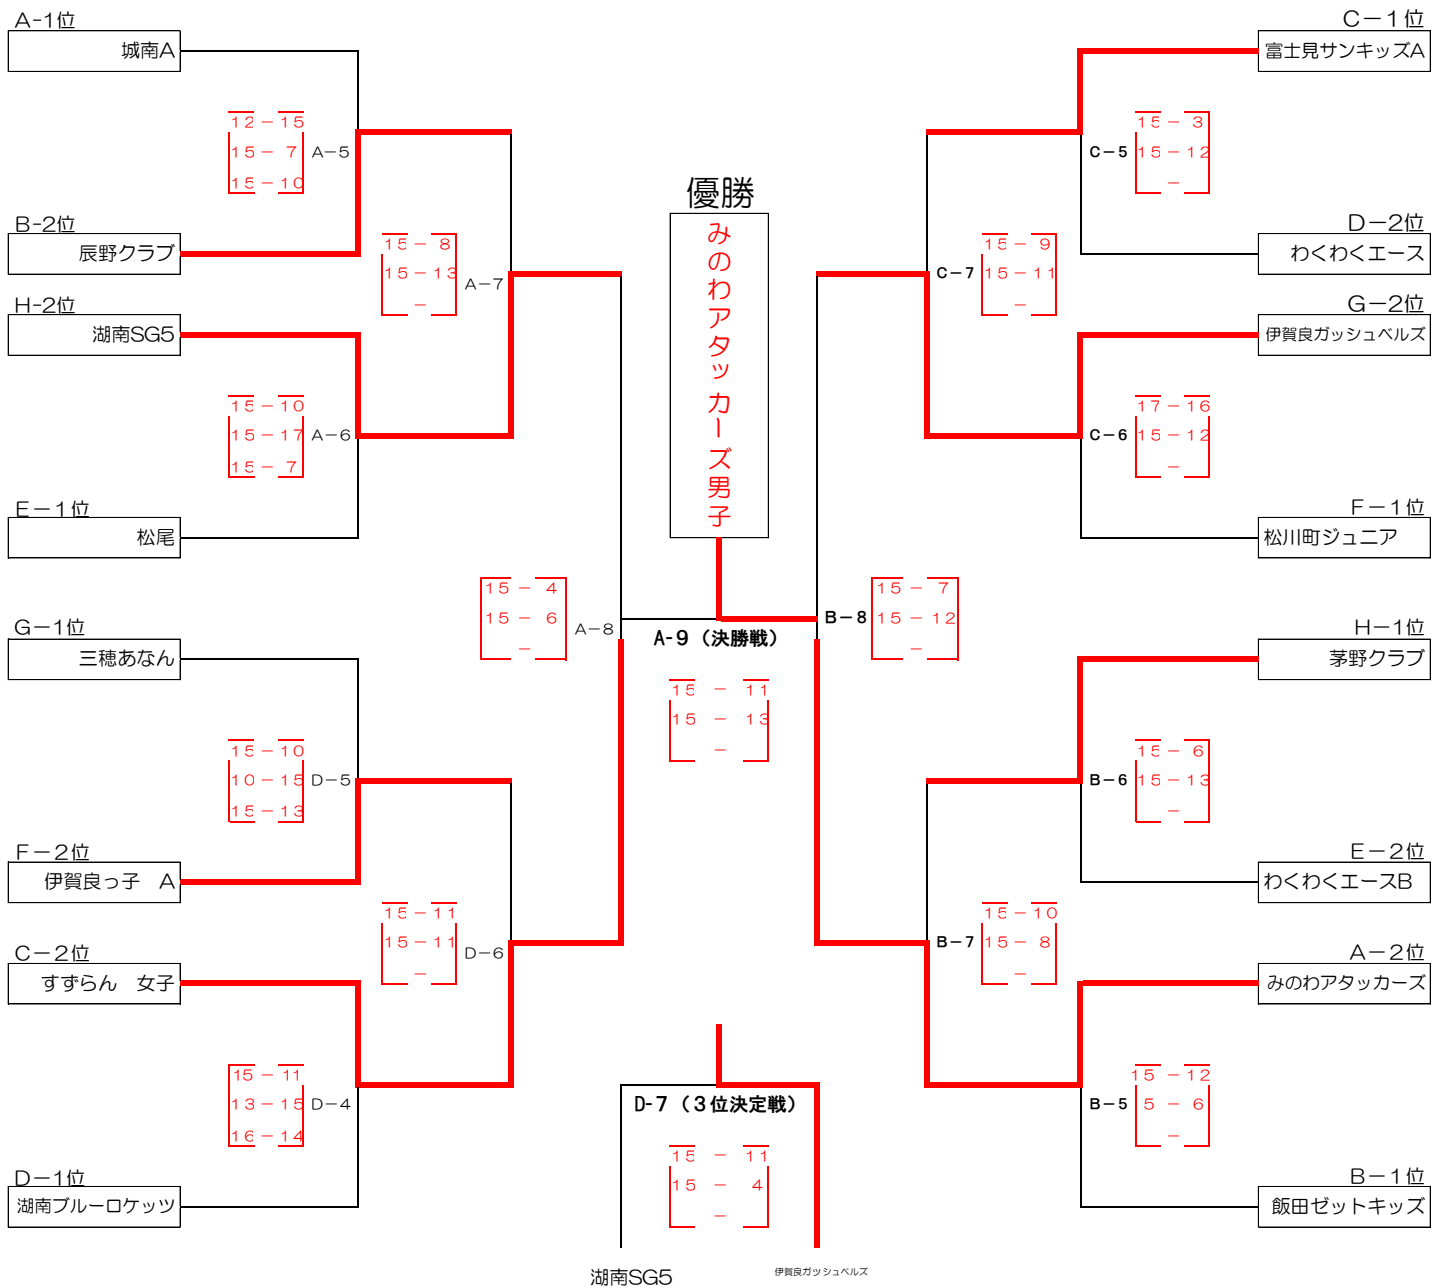 A-1位
城南A
12-15
15-7
15-10
A-5
B-2位
辰野クラブ
15-8
15-13
-
A-7
H-2位
湖南SG5
15-10
15-17
15-7
A-6
E-1位
松尾
15-4
15-6
-
A-8
G-1位
三穂あなん
15-10
10-15
15-13
D-5
F-2位
伊賀良っ子 A
15-11
15-11
-
D-6
C-2位
すずらん 女子
15-11
13-15
16-14
D-4
D-1位
湖南ブルーロケッツ
優勝
みのわアタッカーズ男子
A-9（決勝戦）
15-11
15-13
-
D-7（3位決定戦）
15-11
15-4
-
湖南SG5
伊賀良ガッシュベルズ
C-1位
富士見サンキッズA
C-5
15-3
15-12
-
D-2位
わくわくエース
C-7
15-9
15-11
-
G-2位
伊賀良ガッシュベルズ
C-6
17-16
15-12
-
F-1位
松川町ジュニア
B-8
15-7
15-12
-
H-1位
茅野クラブ
B-6
15-6
15-13
-
E-2位
わくわくエースB
B-7
15-10
15-8
-
A-2位
みのわアタッカーズ
B-5
15-12
5-6
-
B-1位
飯田ゼットキッズ